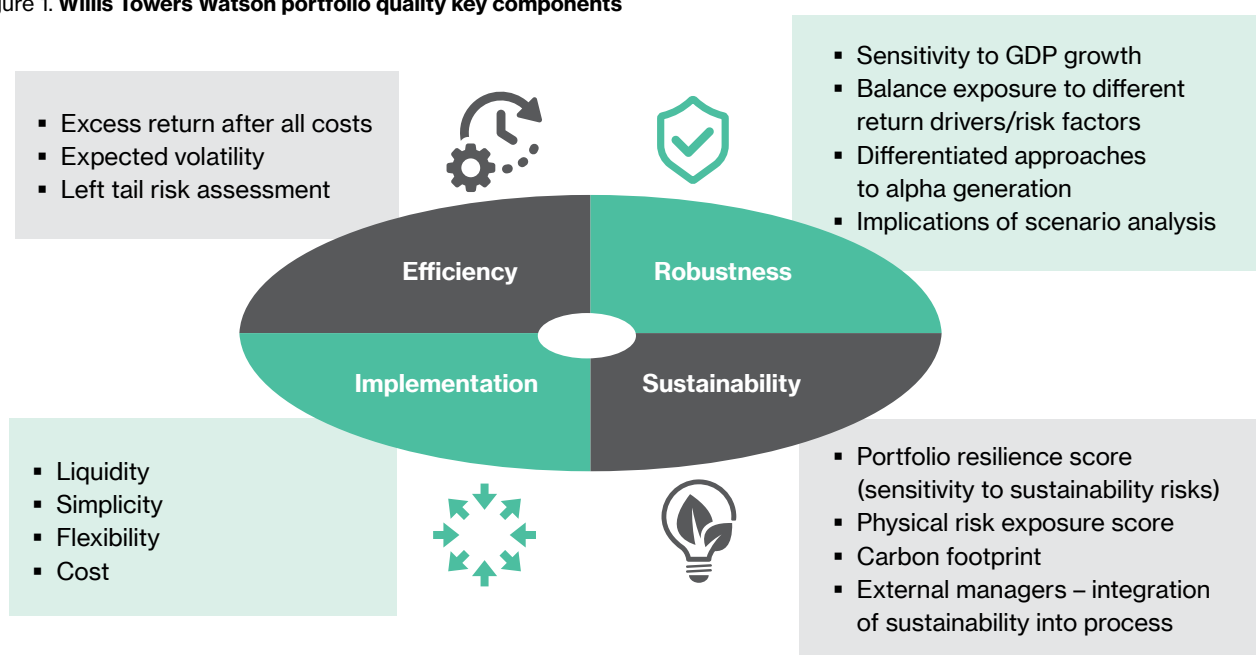 gure 1. Willis Towers Watson portfolio quality key components
▪ Excess return after all costs
▪ Expected volatility
▪ Left tail risk assessment
▪ Sensitivity to GDP growth
▪ Balance exposure to different
return drivers/risk factors
▪ Differentiated approaches
to alpha generation
▪ Implications of scenario analysis
Efficiency
Robustness
Implementation
Sustainability
▪ Liquidity
▪ Simplicity
▪ Flexibility
▪ Cost
▪ Portfolio resilience score
(sensitivity to sustainability risks)
▪ Physical risk exposure score
▪ Carbon footprint
▪ External managers – integration
of sustainability into process